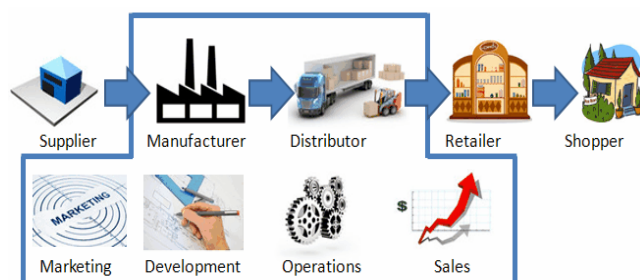 Supplier
Manufacturer
Distributor
Retailer
Shopper
MARKETING
$
Marketing
Development
Operations
Sales